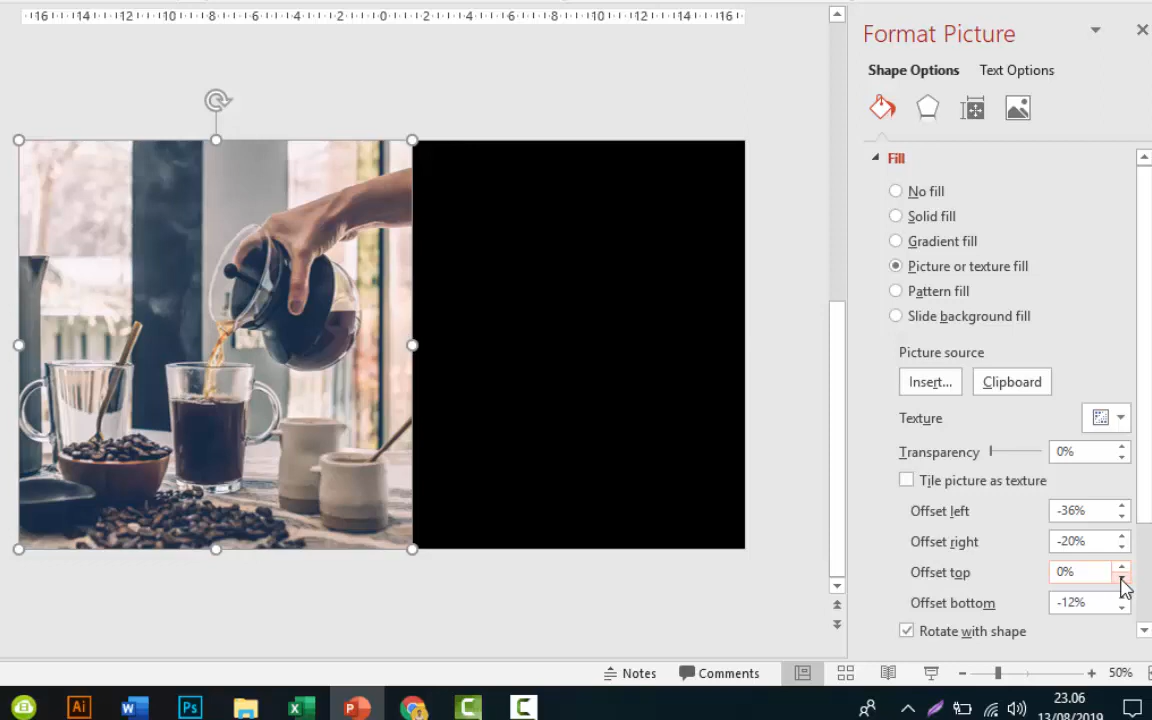 16 14 12 10 8 6 4 2 0 2 4 6 8 10 12 14 16
Format Picture
Shape Options Text Options
Fill
No fill
Solid fill
Gradient fill
Picture or texture fill
Pattern fill
Slide background fill
Picture source
Insert... Clipboard
Texture
Transparency 0%
Tile picture as texture
Offset left -36%
Offset right -20%
Offset top 0%
Offset bottom -12%
Rotate with shape
Notes Comments 50%
Ai W Ps X P C C
23.06
13/08/2019